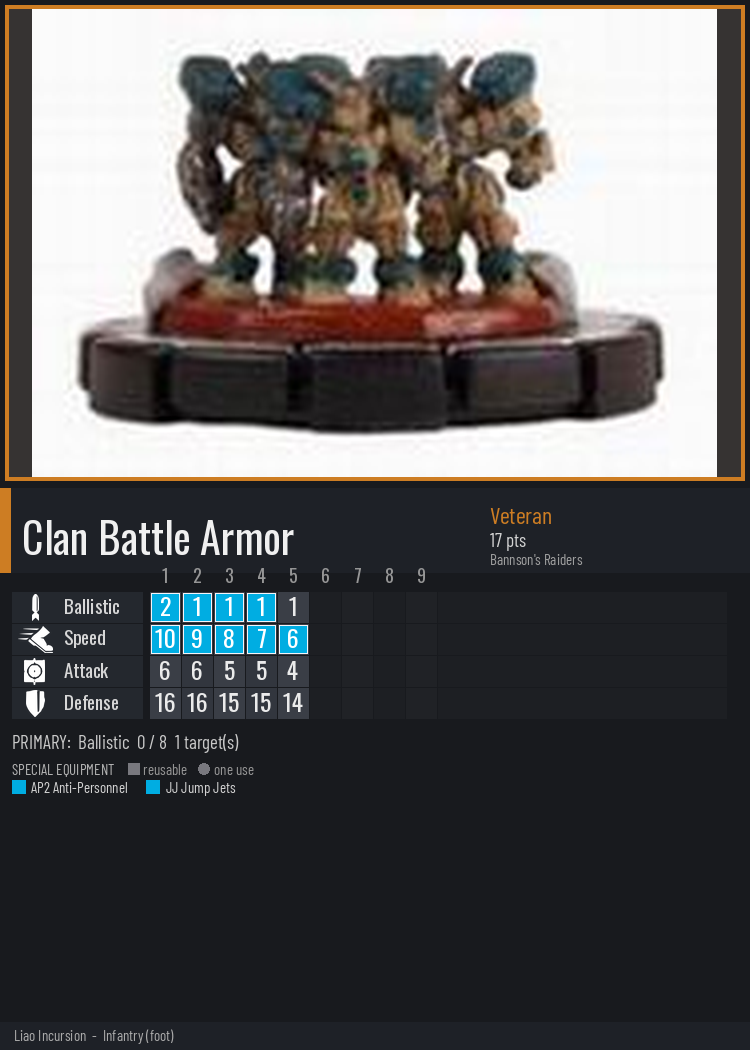 Clan Battle Armor
Veteran
17 pts
Bannson's Raiders
1 2 3 4 5 6 7 8 9
Ballistic 2 1 1 1 1
Speed 10 9 8 7 6
Attack 6 6 5 5 4
Defense 16 16 15 15 14
PRIMARY: Ballistic 0 / 8 1 target(s)
SPECIAL EQUIPMENT reusable one use
AP2 Anti-Personnel JJ Jump Jets
Liao Incursion - Infantry (foot)